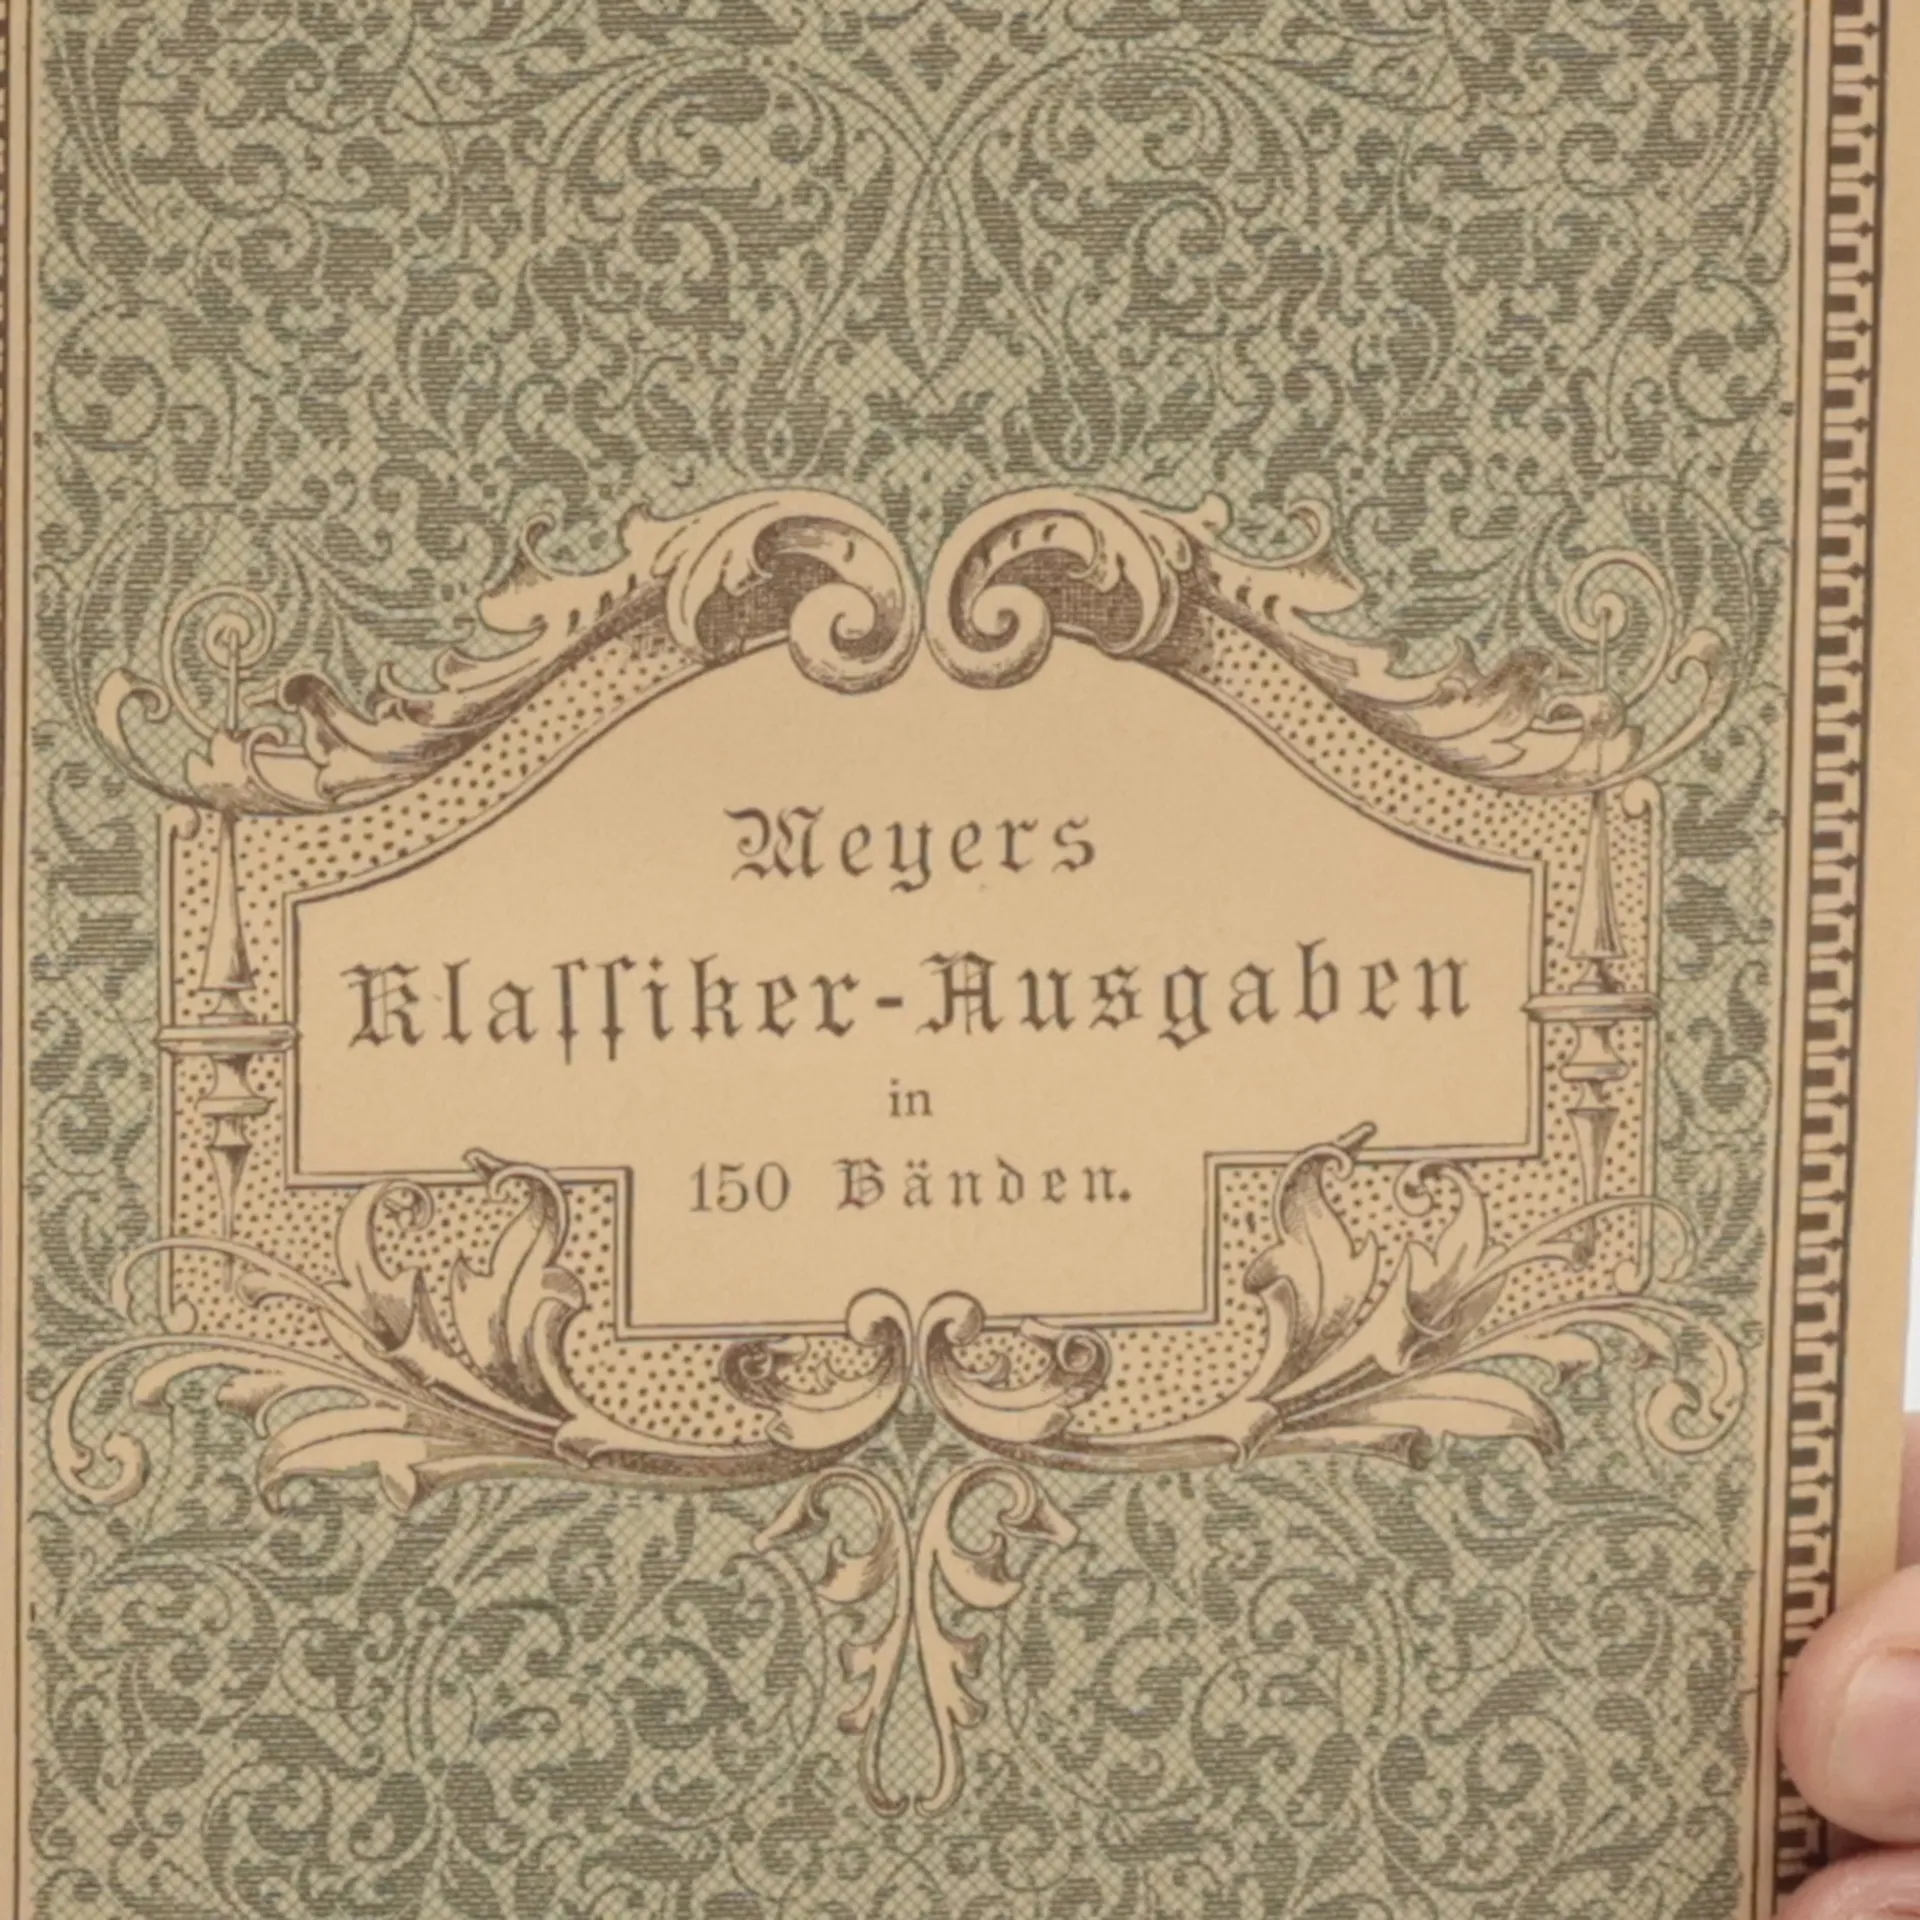 Meyers
Klaſſiker-Ausgaben
in
150 Bänden.